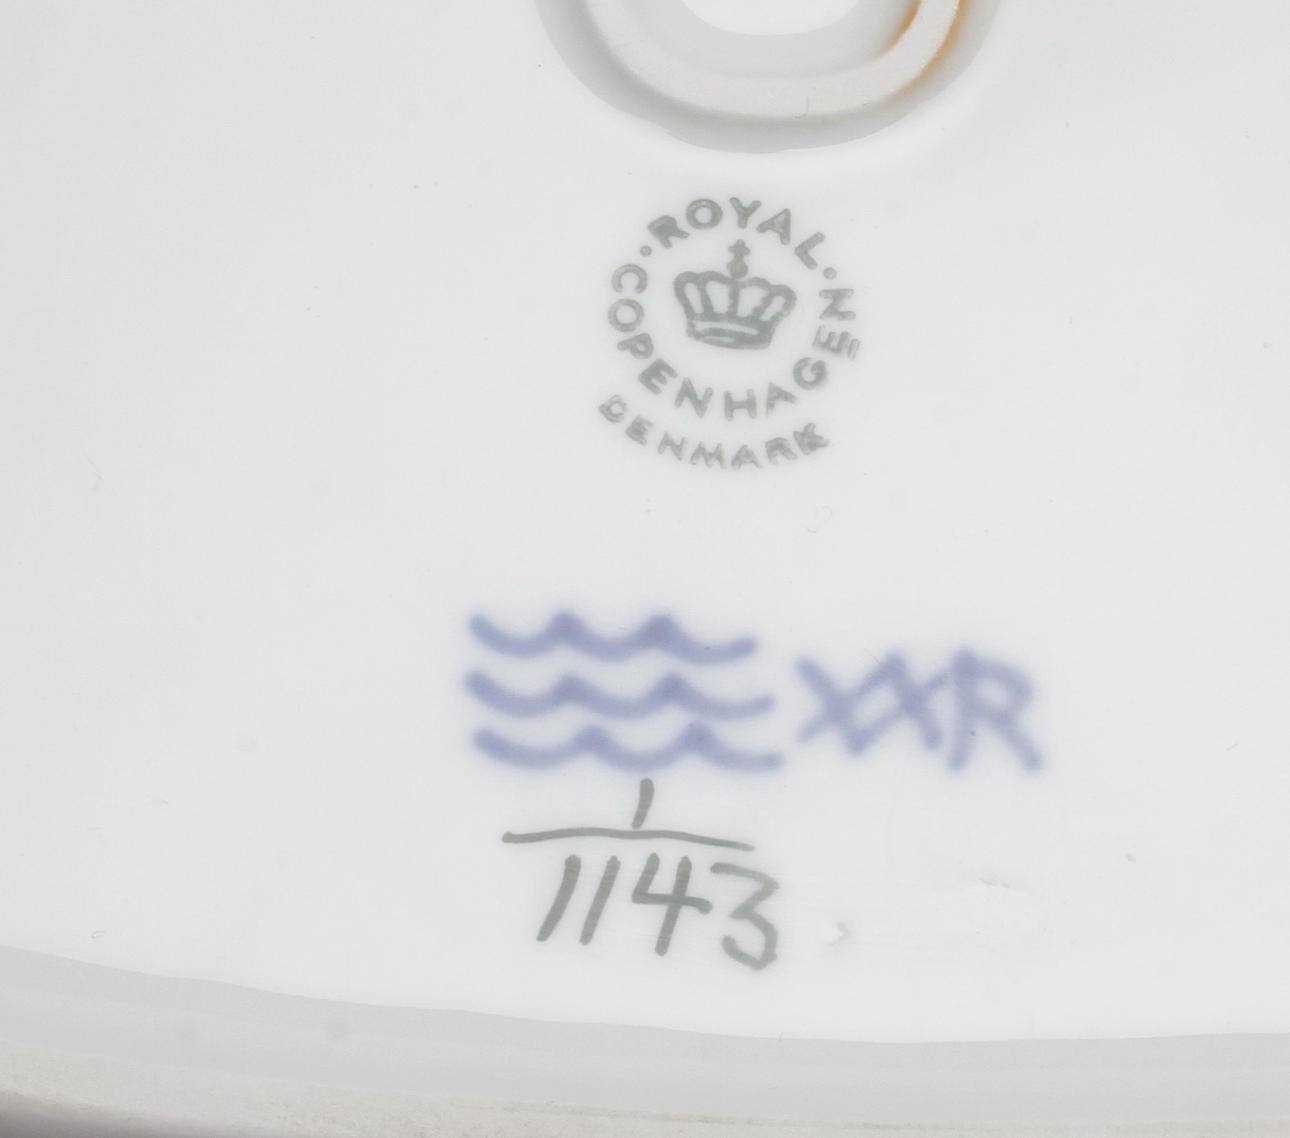 ROYAL
COPENHAGEN
DENMARK
XXR
1
1143